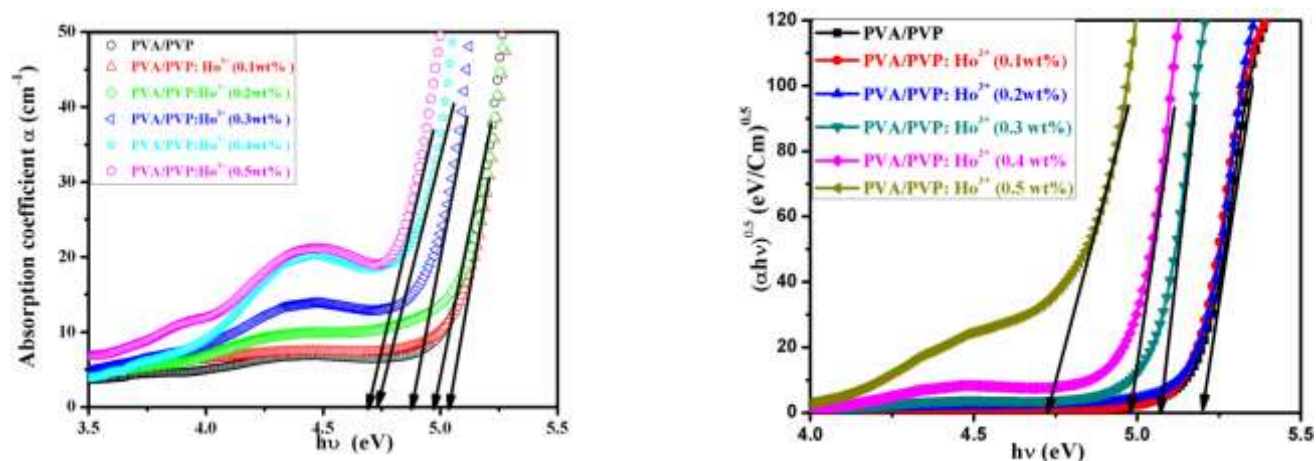 50
40
30
20
10
0
Absorption coefficient α (cm⁻¹)
PVA/PVP
PVA/PVP: Ho³⁺ (0.1wt% )
PVA/PVP:Ho³⁺ (0.2wt% )
PVA/PVP:Ho³⁺ (0.3wt% )
PVA/PVP:Ho³⁺ (0.4wt% )
PVA/PVP:Ho³⁺ (0.5wt% )
3.5 4.0 4.5 5.0 5.5
hυ (eV)
120
100
80
60
40
20
0
(αhν)⁰·⁵ (eV/Cm)⁰·⁵
PVA/PVP
PVA/PVP: Ho³⁺ (0.1wt%)
PVA/PVP: Ho³⁺ (0.2wt%)
PVA/PVP: Ho³⁺ (0.3 wt%)
PVA/PVP: Ho³⁺ (0.4 wt%
PVA/PVP: Ho³⁺ (0.5 wt%)
4.0 4.5 5.0 5.5
hν (eV)